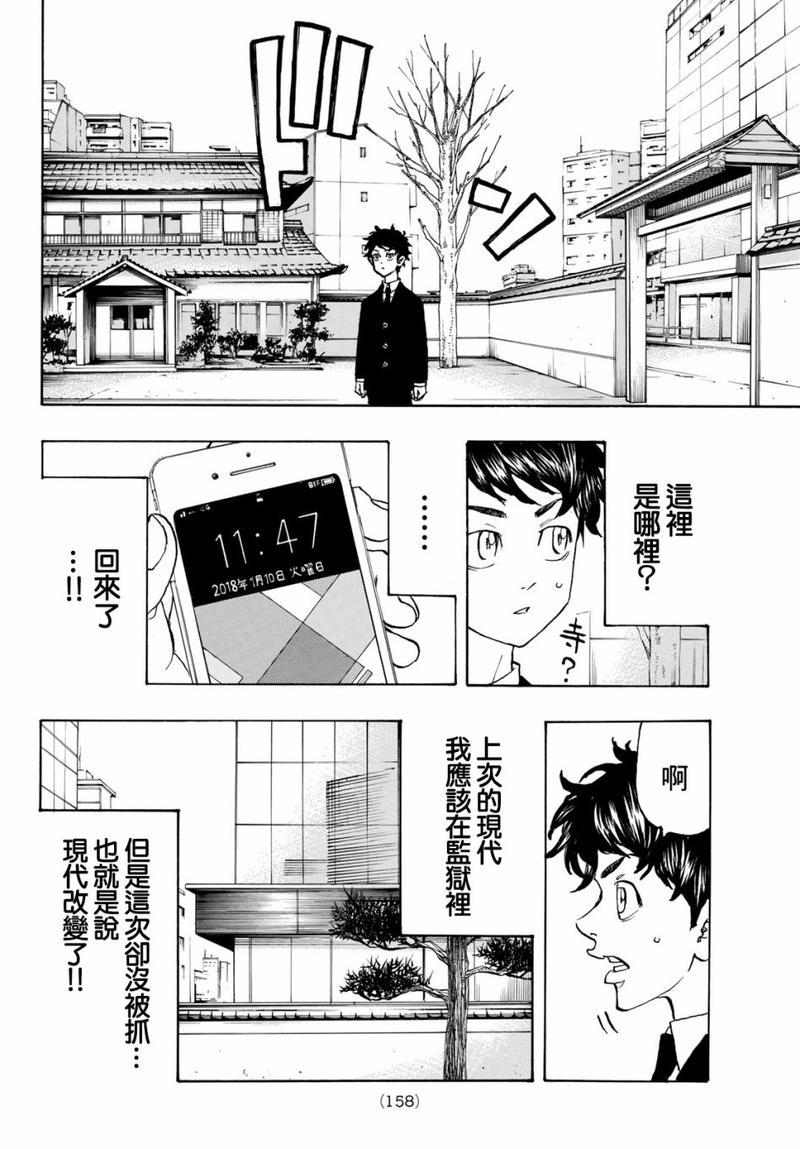 ドドン
這裡
是哪裡?
寺?
……
81%
11:47
2018年1月10日 火曜日
回來了
…!!
啊
上次的現代
我應該在監獄裡
但是這次卻沒被抓…
也就是說
現代改變了!!
(158)